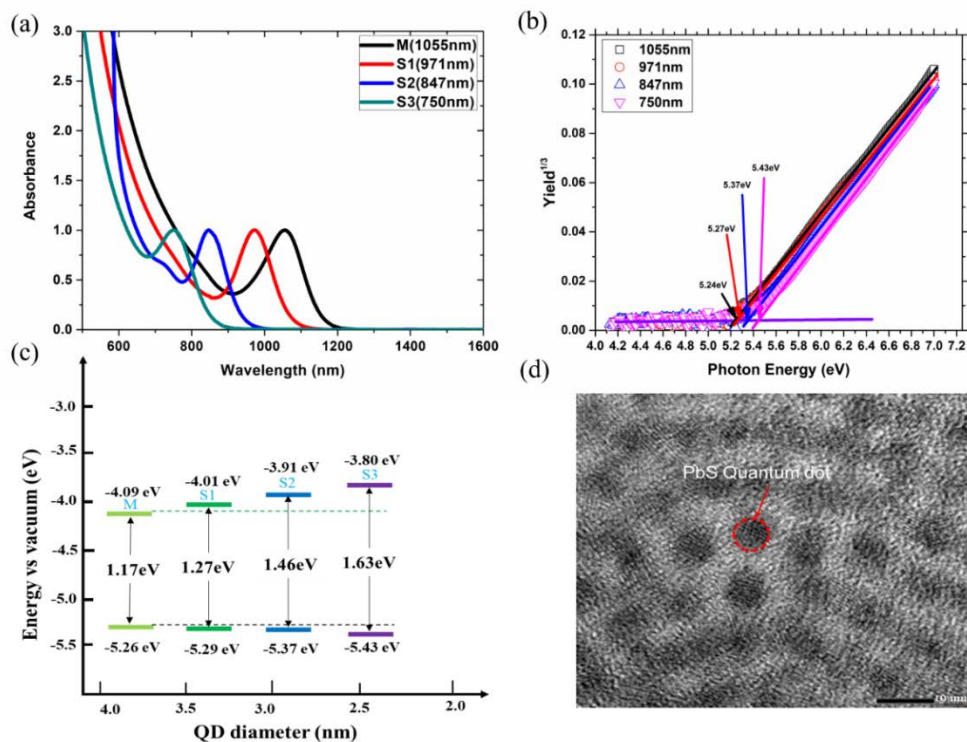 (a)
3.0
2.5
2.0
1.5
1.0
0.5
0.0
Absorbance
M(1055nm)
S1(971nm)
S2(847nm)
S3(750nm)
600 800 1000 1200 1400 1600
Wavelength (nm)
(b)
0.12
0.10
0.08
0.06
0.04
0.02
0.00
Yield1/3
1055nm
971nm
847nm
750nm
5.43eV
5.37eV
5.27eV
5.24eV
4.0 4.2 4.4 4.6 4.8 5.0 5.2 5.4 5.6 5.8 6.0 6.2 6.4 6.6 6.8 7.0 7.2
Photon Energy (eV)
(c)
-3.0
-3.5
-4.0
-4.5
-5.0
-5.5
Energy vs vacuum (eV)
-4.09 eV
M
-4.01 eV
S1
-3.91 eV
S2
-3.80 eV
S3
1.17eV 1.27eV 1.46eV 1.63eV
-5.26 eV -5.29 eV -5.37 eV -5.43 eV
4.0 3.5 3.0 2.5 2.0
QD diameter (nm)
(d)
PbS Quantum dot
10 nm